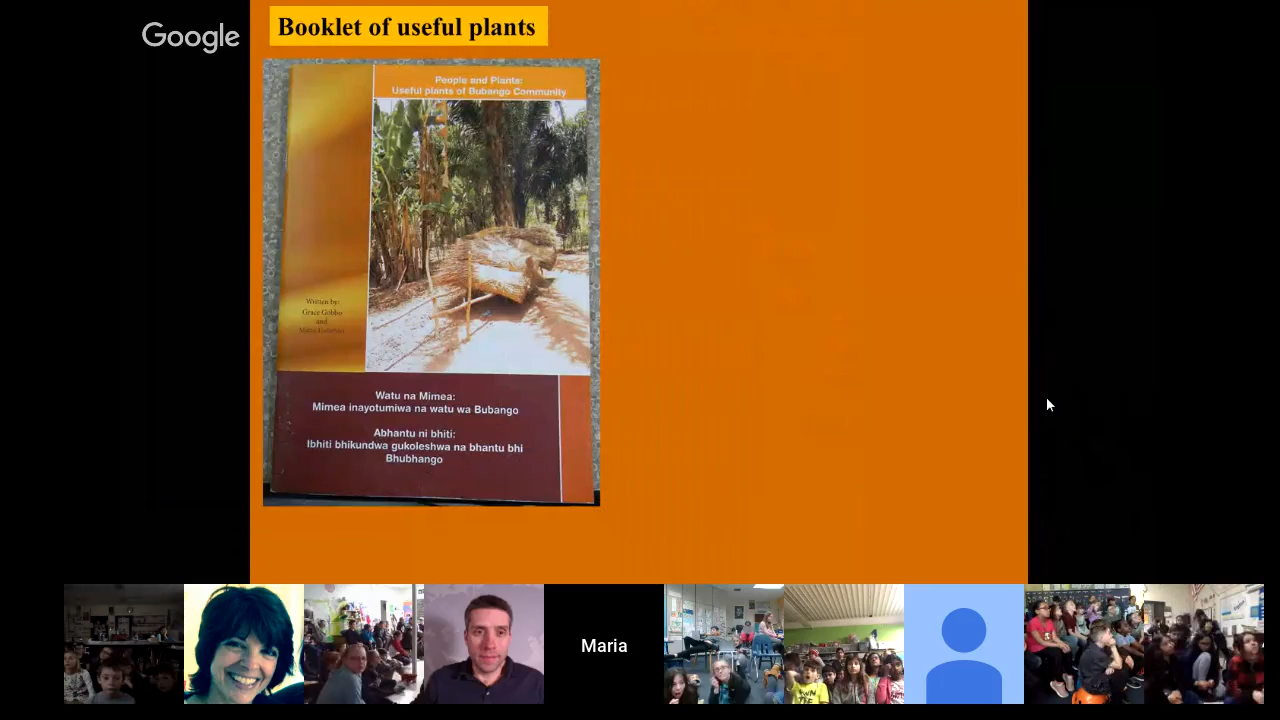 Google
Booklet of useful plants
People and Plants:
Useful plants of Bubango Community
Written by:
Grace Gobbo
and
Watu na Mimea:
Mimea inayotumiwa na watu wa Bubango
Abhantu ni bhiti:
Ibhiti bhikundwa gukoleshwa na bhantu bhi
Bhubhango
Maria